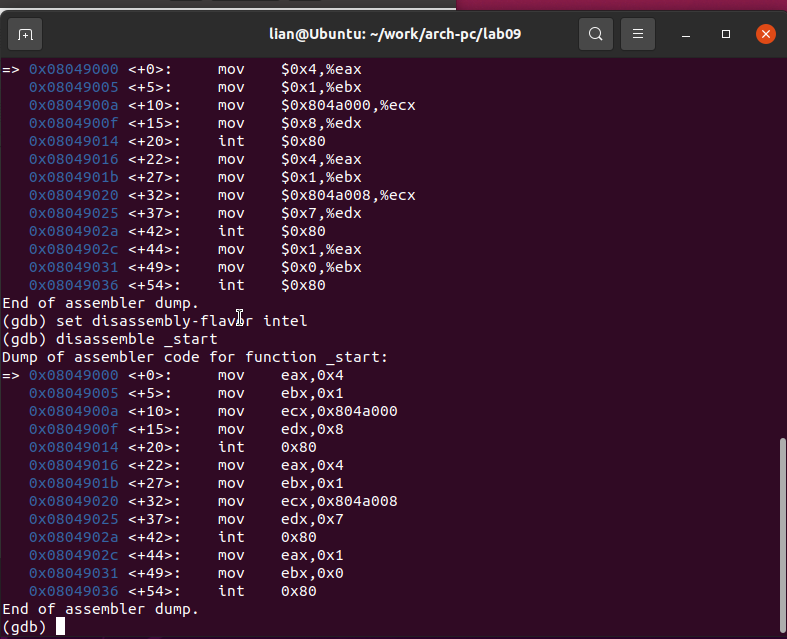 lian@Ubuntu: ~/work/arch-pc/lab09
=> 0x08049000 <+0>:     mov    $0x4,%eax
   0x08049005 <+5>:     mov    $0x1,%ebx
   0x0804900a <+10>:    mov    $0x804a000,%ecx
   0x0804900f <+15>:    mov    $0x8,%edx
   0x08049014 <+20>:    int    $0x80
   0x08049016 <+22>:    mov    $0x4,%eax
   0x0804901b <+27>:    mov    $0x1,%ebx
   0x08049020 <+32>:    mov    $0x804a008,%ecx
   0x08049025 <+37>:    mov    $0x7,%edx
   0x0804902a <+42>:    int    $0x80
   0x0804902c <+44>:    mov    $0x1,%eax
   0x08049031 <+49>:    mov    $0x0,%ebx
   0x08049036 <+54>:    int    $0x80
End of assembler dump.
(gdb) set disassembly-flavor intel
(gdb) disassemble _start
Dump of assembler code for function _start:
=> 0x08049000 <+0>:     mov    eax,0x4
   0x08049005 <+5>:     mov    ebx,0x1
   0x0804900a <+10>:    mov    ecx,0x804a000
   0x0804900f <+15>:    mov    edx,0x8
   0x08049014 <+20>:    int    0x80
   0x08049016 <+22>:    mov    eax,0x4
   0x0804901b <+27>:    mov    ebx,0x1
   0x08049020 <+32>:    mov    ecx,0x804a008
   0x08049025 <+37>:    mov    edx,0x7
   0x0804902a <+42>:    int    0x80
   0x0804902c <+44>:    mov    eax,0x1
   0x08049031 <+49>:    mov    ebx,0x0
   0x08049036 <+54>:    int    0x80
End of assembler dump.
(gdb)